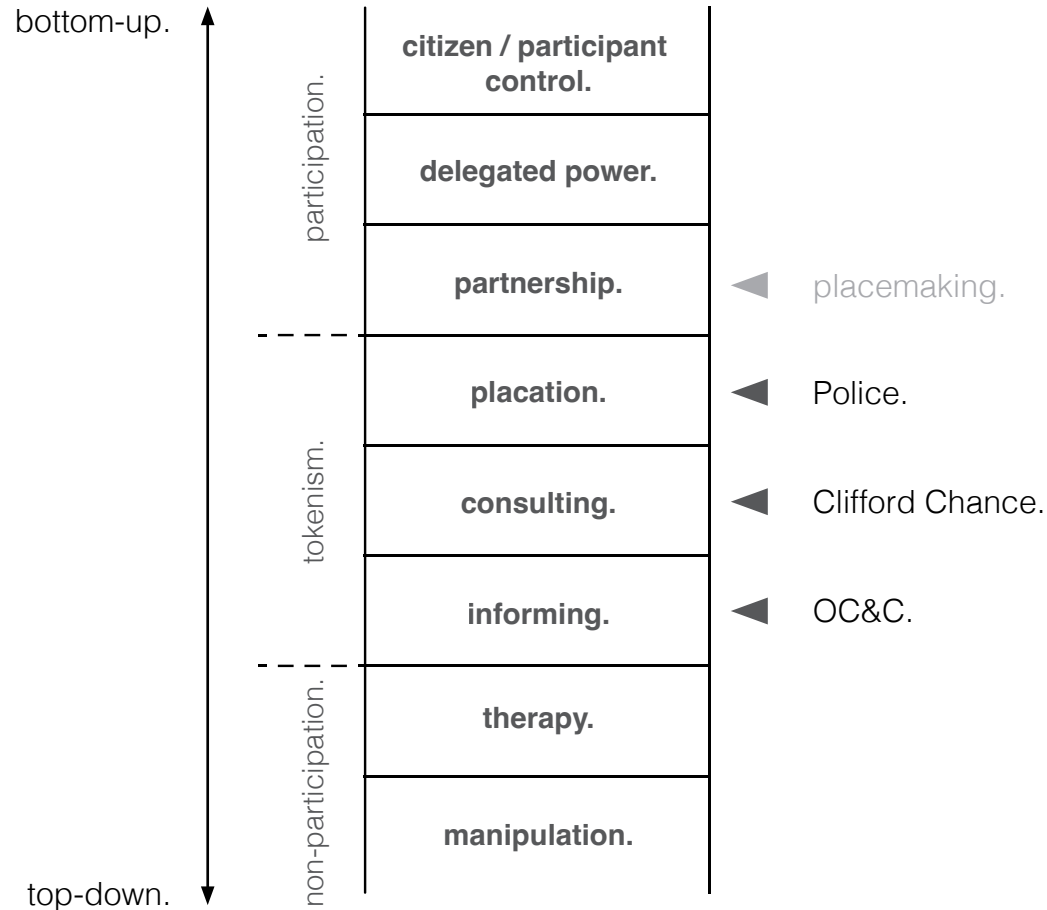 bottom-up.
participation.
citizen / participant
control.
delegated power.
partnership.
placemaking.
tokenism.
placation.
Police.
consulting.
Clifford Chance.
informing.
OC&C.
non-participation.
therapy.
manipulation.
top-down.